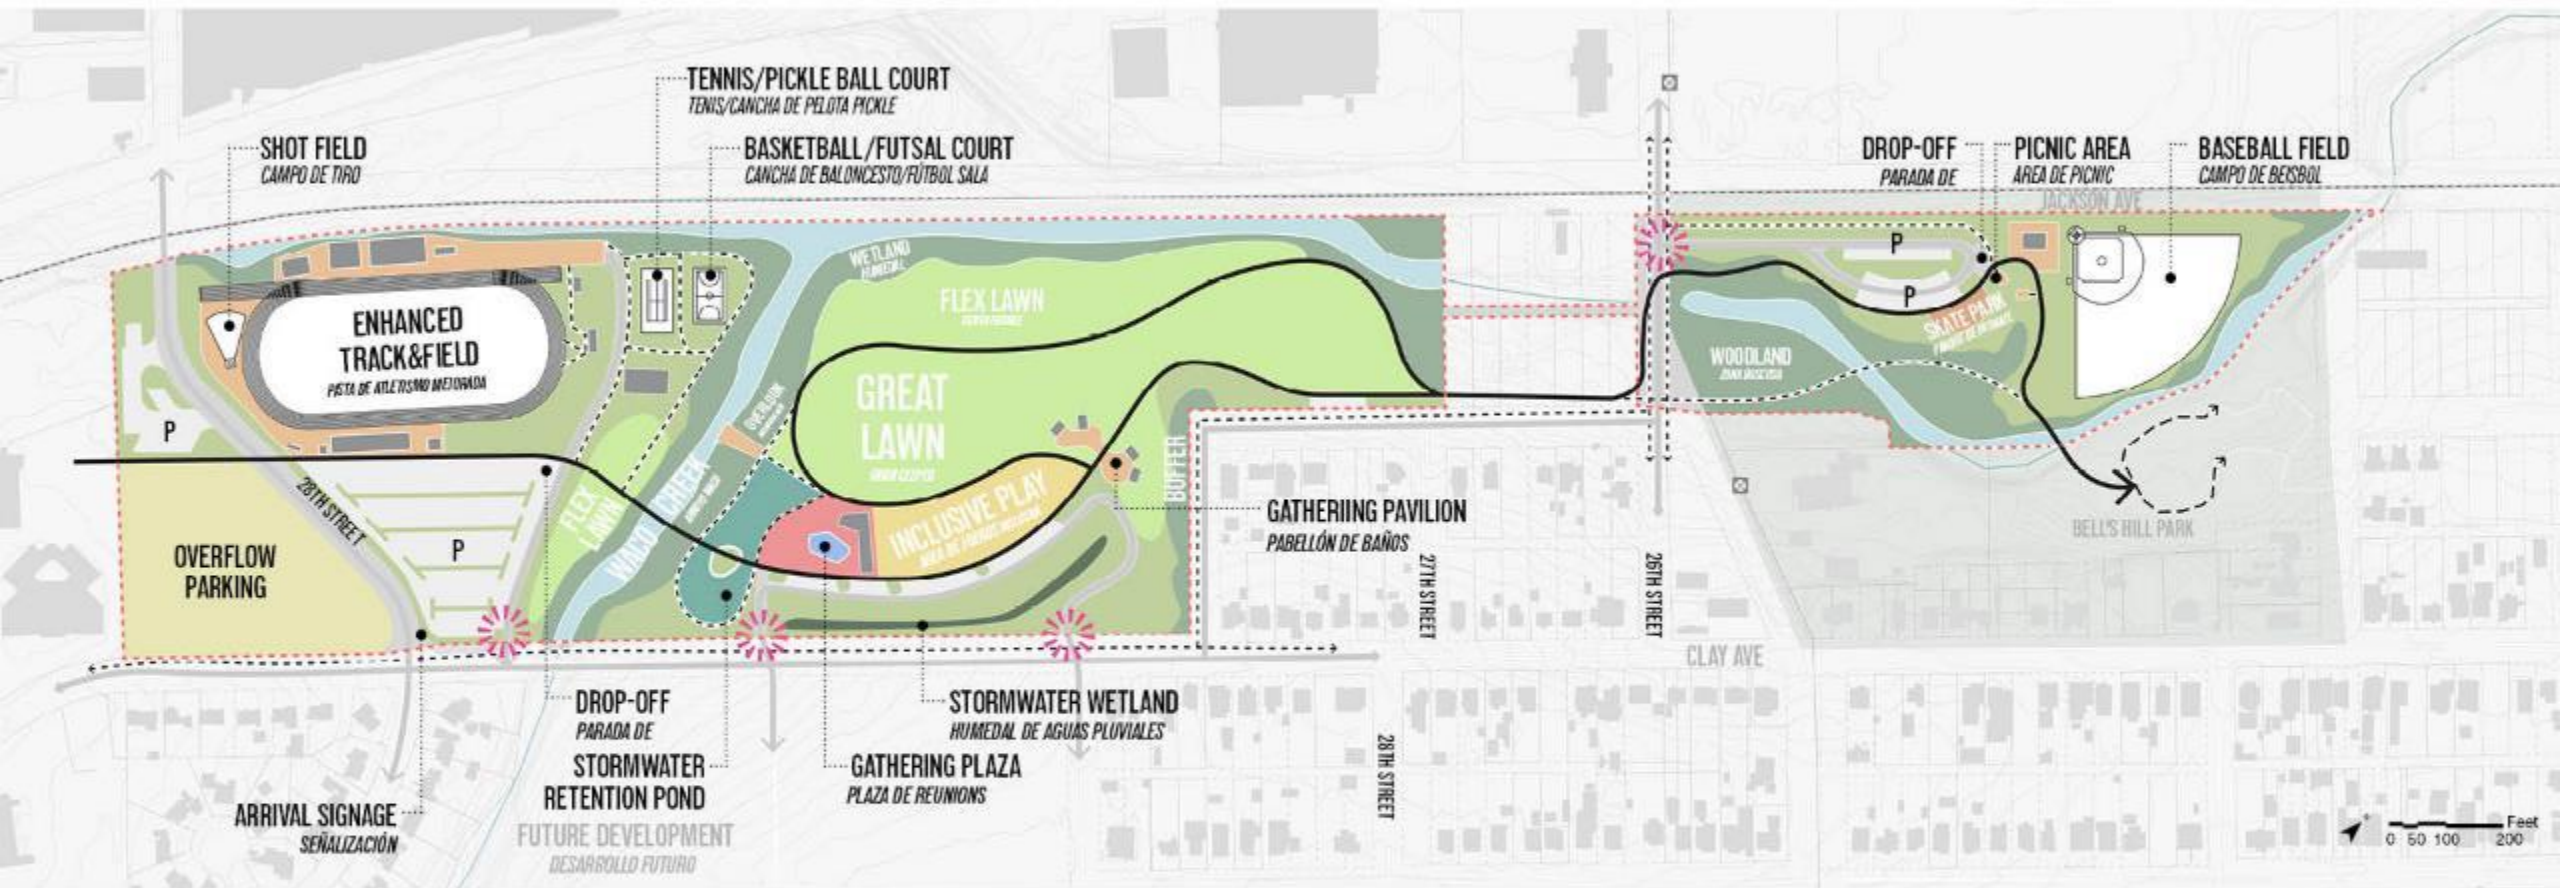 TENNIS/PICKLE BALL COURT
TENIS/CANCHA DE PELOTA PICKLE
SHOT FIELD
CAMPO DE TIRO
BASKETBALL/FUTSAL COURT
CANCHA DE BALONCESTO/FÚTBOL SALA
DROP-OFF
PARADA DE
PICNIC AREA
AREA DE PICNIC
BASEBALL FIELD
CAMPO DE BEISBOL
JACKSON AVE
WETLAND
HUMEDAL
ENHANCED
TRACK&FIELD
PISTA DE ATLETISMO MEJORADA
FLEX LAWN
P
P
SKATE PARK
WOODLAND
GREAT
LAWN
OVERLOOK
P
28TH STREET
OVERFLOW
PARKING
P
FLEX
LAWN
WACO CREEK
INCLUSIVE PLAY
BUFFER
GATHERIING PAVILION
PABELLÓN DE BAÑOS
27TH STREET
26TH STREET
BELL'S HILL PARK
CLAY AVE
DROP-OFF
PARADA DE
STORMWATER WETLAND
HUMEDAL DE AGUAS PLUVIALES
STORMWATER
RETENTION POND
GATHERING PLAZA
PLAZA DE REUNIONS
28TH STREET
ARRIVAL SIGNAGE
SEÑALIZACIÓN
FUTURE DEVELOPMENT
DESARROLLO FUTURO
Feet
0 50 100 200